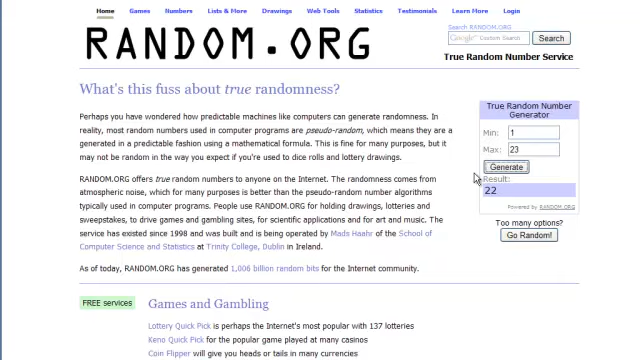 Home Games Numbers Lists & More Drawings Web Tools Statistics Testimonials Learn More Login
RANDOM.ORG
Search RANDOM.ORG
Google Custom Search Search
True Random Number Service
What's this fuss about true randomness?
Perhaps you have wondered how predictable machines like computers can generate randomness. In
reality, most random numbers used in computer programs are pseudo-random, which means they are
generated in a predictable fashion using a mathematical formula. This is fine for many purposes, but it
may not be random in the way you expect if you're used to dice rolls and lottery drawings.
RANDOM.ORG offers true random numbers to anyone on the Internet. The randomness comes from
atmospheric noise, which for many purposes is better than the pseudo-random number algorithms
typically used in computer programs. People use RANDOM.ORG for holding drawings, lotteries and
sweepstakes, to drive games and gambling sites, for scientific applications and for art and music. The
service has existed since 1998 and was built and is being operated by Mads Haahr of the School of
Computer Science and Statistics at Trinity College, Dublin in Ireland.
As of today, RANDOM.ORG has generated 1,006 billion random bits for the Internet community.
True Random Number
Generator
Min: 1
Max: 23
Generate
Result:
22
Powered by RANDOM.ORG
Too many options?
Go Random!
FREE services
Games and Gambling
Lottery Quick Pick is perhaps the Internet's most popular with 137 lotteries
Keno Quick Pick for the popular game played at many casinos
Coin Flipper will give you heads or tails in many currencies